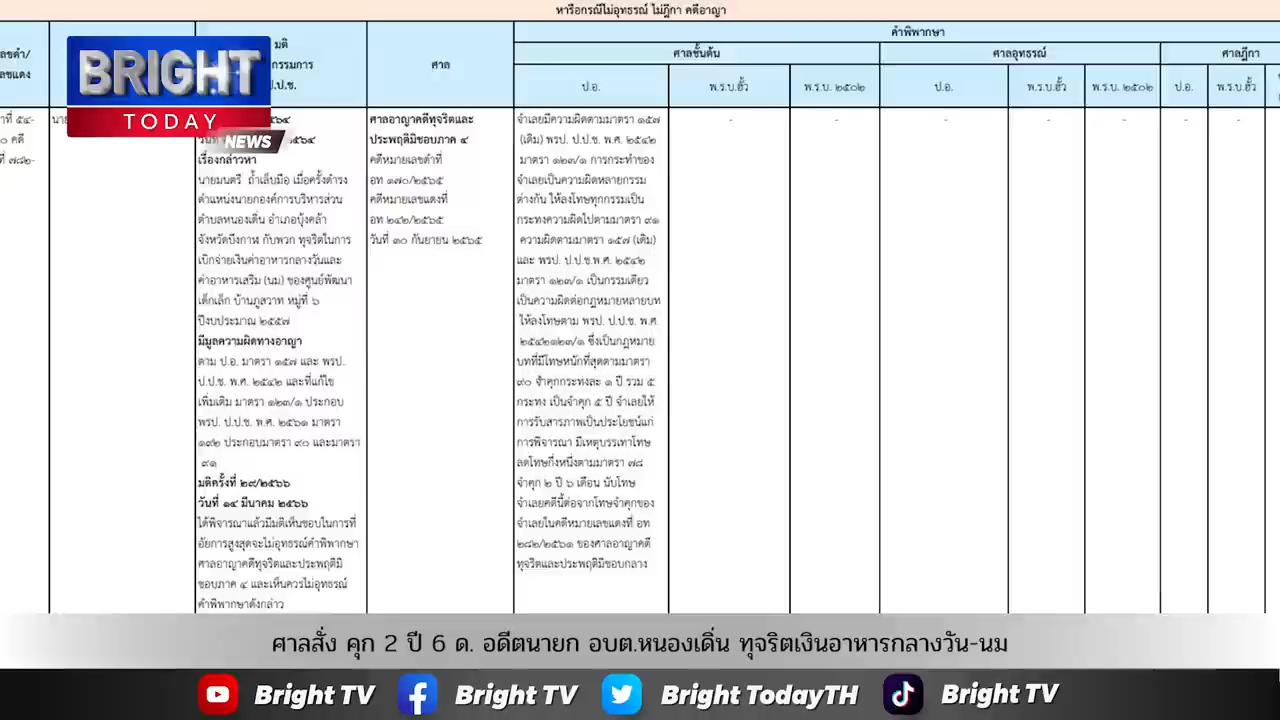 หารือกรณีไม่อุทธรณ์ ไม่ฎีกา คดีอาญา
คำพิพากษา
มติ
ศาล
ศาลชั้นต้น
ศาลอุทธรณ์
ศาลฎีกา
ป.อ.
พ.ร.บ.ฮั้ว
พ.ร.บ. ๒๕๐๒
ป.อ.
พ.ร.บ.ฮั้ว
พ.ร.บ. ๒๕๐๒
ป.อ.
พ.ร.บ.ฮั้ว
BRIGHT
TODAY
NEWS
เรื่องกล่าวหา
นายมนตรี ถ้ำเล็บมือ เมื่อครั้งดำรง
ตำแหน่งนายกองค์การบริหารส่วน
ตำบลหนองเดิ่น อำเภอบุ้งคล้า
จังหวัดบึงกาฬ กับพวก ทุจริตในการ
เบิกจ่ายเงินค่าอาหารกลางวันและ
ค่าอาหารเสริม (นม) ของศูนย์พัฒนา
เด็กเล็ก บ้านภูสวาท หมู่ที่ ๖
ปีงบประมาณ ๒๕๕๗
มีมูลความผิดทางอาญา
ตาม ป.อ. มาตรา ๑๕๗ และ พรป.
ป.ป.ช. พ.ศ. ๒๕๔๒ และที่แก้ไข
เพิ่มเติม มาตรา ๑๒๓/๑ ประกอบ
พรป. ป.ป.ช. พ.ศ. ๒๕๖๑ มาตรา
๑๙๒ ประกอบมาตรา ๙๐ และมาตรา
๙๑
มติครั้งที่ ๒๙/๒๕๖๖
วันที่ ๑๔ มีนาคม ๒๕๖๖
ได้พิจารณาแล้วมีมติเห็นชอบในการที่
อัยการสูงสุดจะไม่อุทธรณ์คำพิพากษา
ศาลอาญาคดีทุจริตและประพฤติมิ
ชอบภาค ๔ และเห็นควรไม่อุทธรณ์
คำพิพากษาดังกล่าว
ศาลอาญาคดีทุจริตและ
ประพฤติมิชอบภาค ๔
คดีหมายเลขดำที่
อท ๑๗๐/๒๕๖๕
คดีหมายเลขแดงที่
อท ๒๔๒/๒๕๖๕
วันที่ ๓๐ กันยายน ๒๕๖๕
จำเลยมีความผิดตามมาตรา ๑๕๗
(เดิม) พรป. ป.ป.ช. พ.ศ. ๒๕๔๒
มาตรา ๑๒๓/๑ การกระทำของ
จำเลยเป็นความผิดหลายกรรม
ต่างกัน ให้ลงโทษทุกกรรมเป็น
กระทงความผิดไปตามมาตรา ๙๑
ความผิดตามมาตรา ๑๕๗ (เดิม)
และ พรป. ป.ป.ช.พ.ศ. ๒๕๔๒
มาตรา ๑๒๓/๑ เป็นกรรมเดียว
เป็นความผิดต่อกฎหมายหลายบท
ให้ลงโทษตาม พรป. ป.ป.ช. พ.ศ.
๒๕๔๒๑๒๓/๑ ซึ่งเป็นกฎหมาย
บทที่มีโทษหนักที่สุดตามมาตรา
๙๐ จำคุกกระทงละ ๑ ปี รวม ๕
กระทง เป็นจำคุก ๕ ปี จำเลยให้
การรับสารภาพเป็นประโยชน์แก่
การพิจารณา มีเหตุบรรเทาโทษ
ลดโทษกึ่งหนึ่งตามมาตรา ๗๘
จำคุก ๒ ปี ๖ เดือน นับโทษ
จำเลยคดีนี้ต่อจากโทษจำคุกของ
จำเลยในคดีหมายเลขแดงที่ อท
๒๘๒/๒๕๖๑ ของศาลอาญาคดี
ทุจริตและประพฤติมิชอบกลาง
ศาลสั่ง คุก 2 ปี 6 ด. อดีตนายก อบต.หนองเดิ่น ทุจริตเงินอาหารกลางวัน-นม
Bright TV
Bright TV
Bright TodayTH
Bright TV